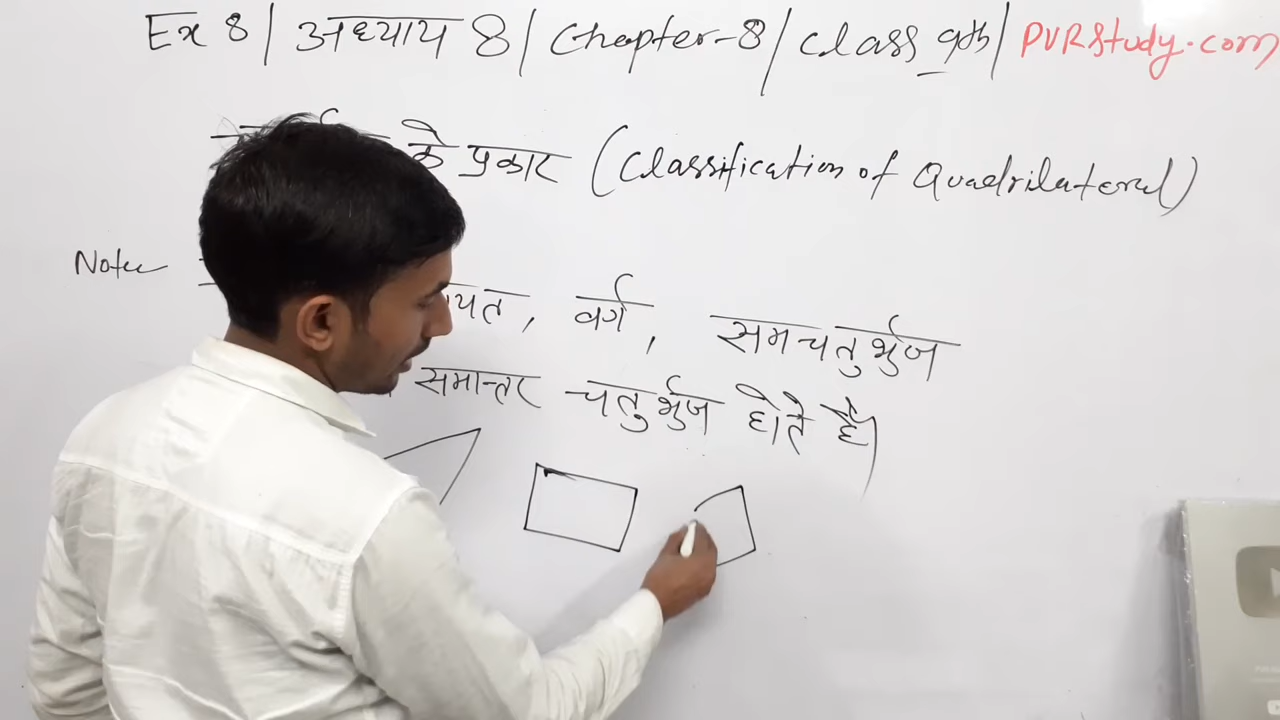 Ex 8 | अध्याय 8 | Chapter-8 | Class 9th | PVRStudy.com
के प्रकार (Classification of Quadrilateral)
Note
वर्ग, समचतुर्भुज
समान्तर चतुर्भुज होते है।